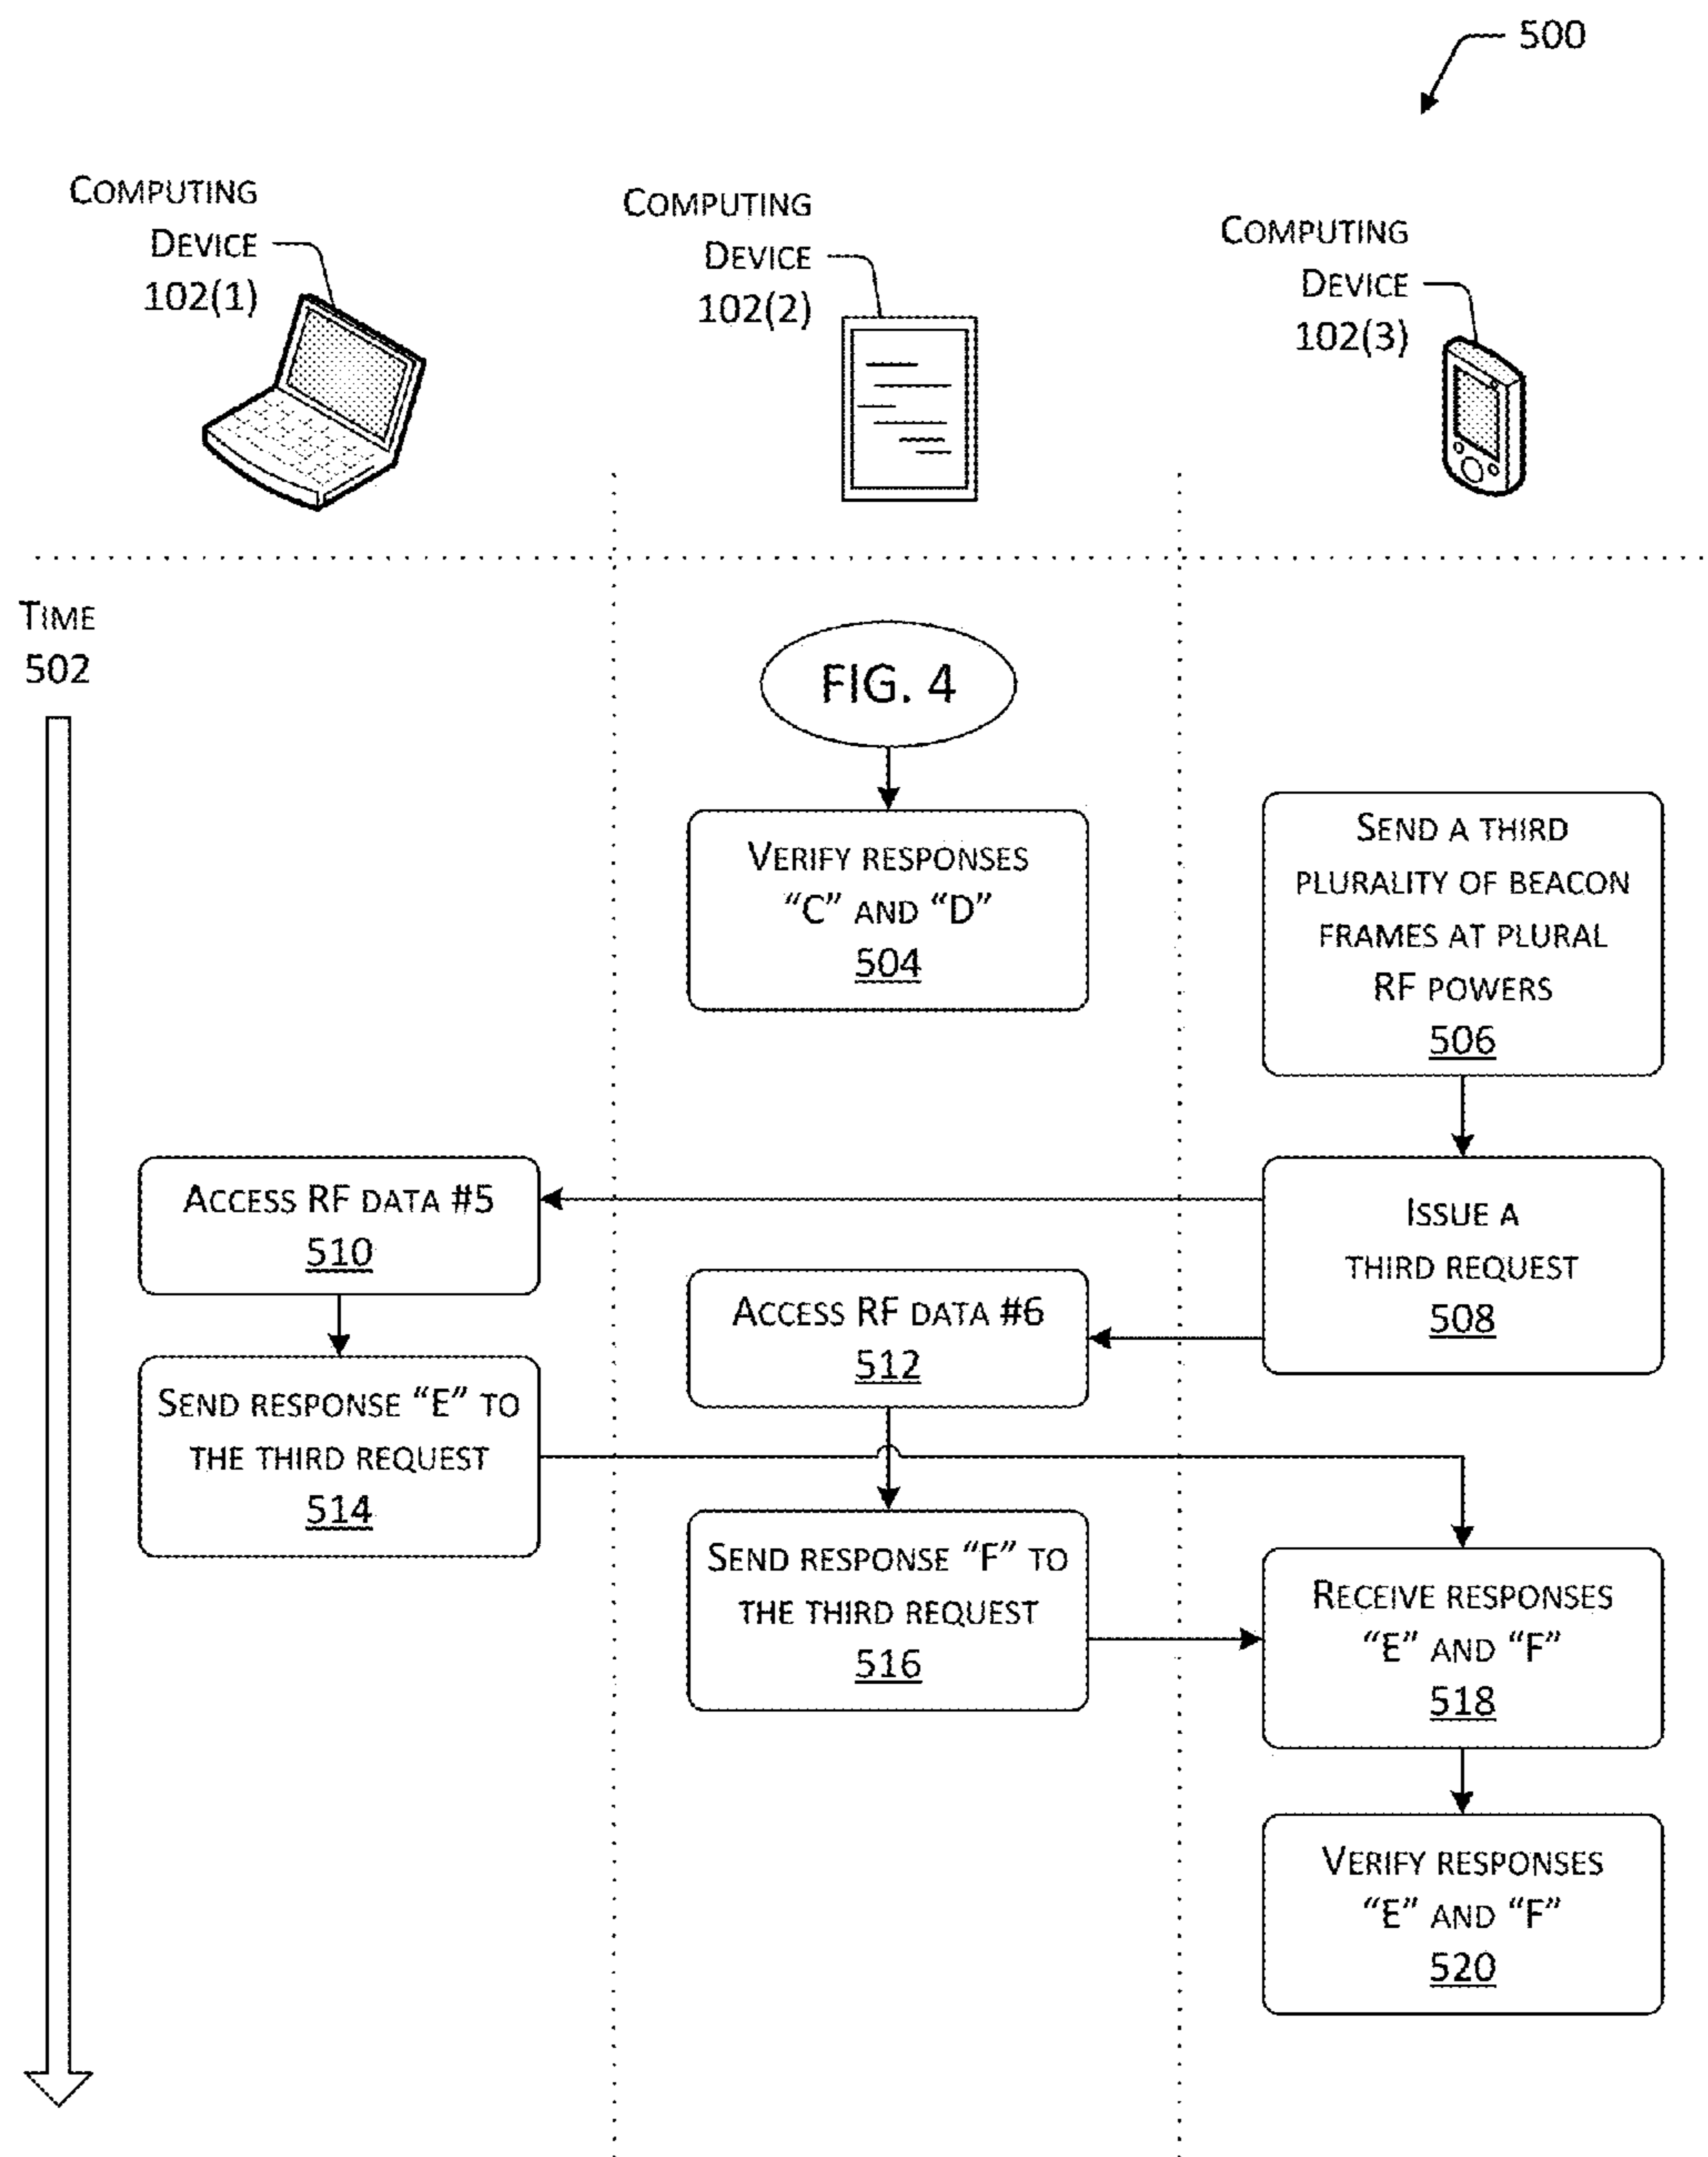 500
COMPUTING
DEVICE
102(1)
COMPUTING
DEVICE
102(2)
COMPUTING
DEVICE
102(3)
TIME
502
FIG. 4
VERIFY RESPONSES
“C” AND “D”
504
SEND A THIRD
PLURALITY OF BEACON
FRAMES AT PLURAL
RF POWERS
506
ISSUE A
THIRD REQUEST
508
ACCESS RF DATA #5
510
ACCESS RF DATA #6
512
SEND RESPONSE “E” TO
THE THIRD REQUEST
514
SEND RESPONSE “F” TO
THE THIRD REQUEST
516
RECEIVE RESPONSES
“E” AND “F”
518
VERIFY RESPONSES
“E” AND “F”
520